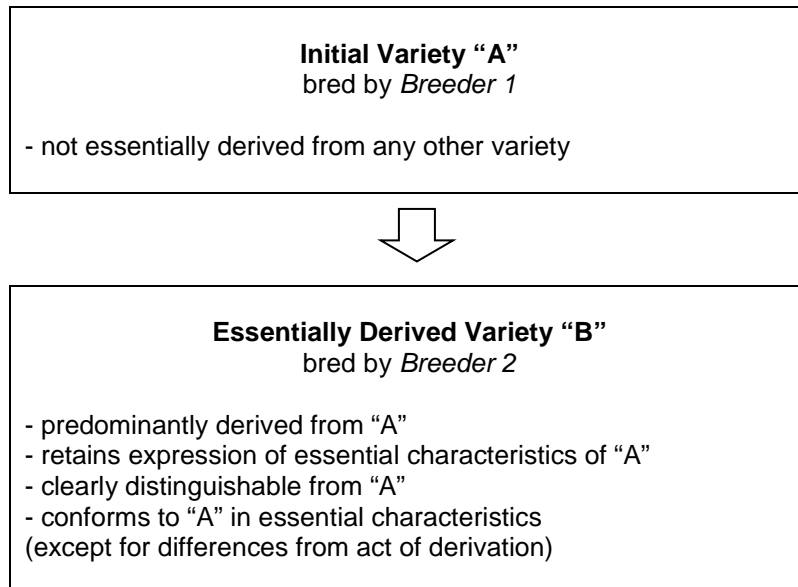 Initial Variety “A”
bred by Breeder 1
- not essentially derived from any other variety
Essentially Derived Variety “B”
bred by Breeder 2
- predominantly derived from “A”
- retains expression of essential characteristics of “A”
- clearly distinguishable from “A”
- conforms to “A” in essential characteristics
(except for differences from act of derivation)